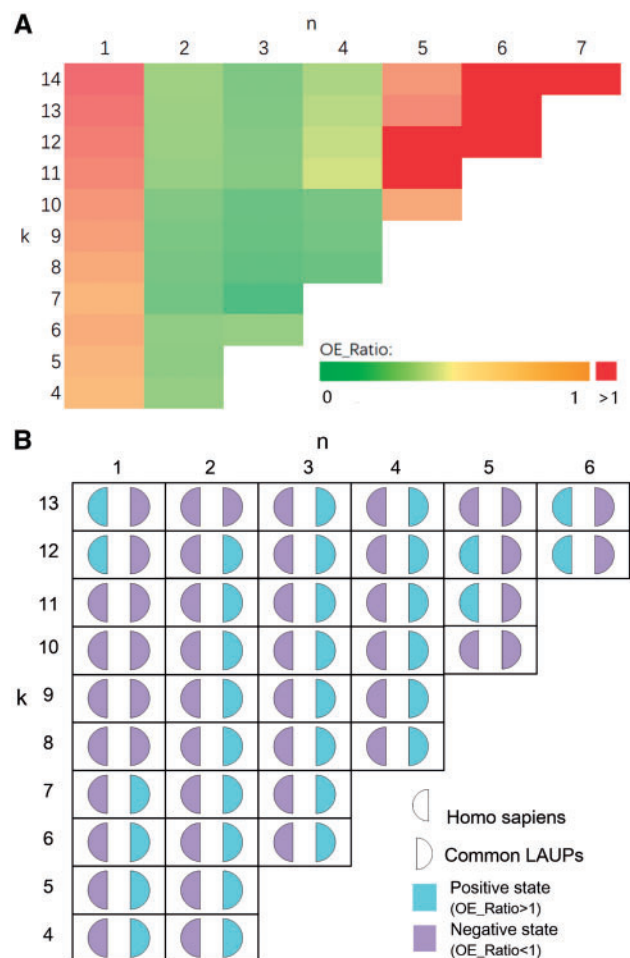 A
n
1 2 3 4 5 6 7
14
13
12
11
10
k 9
8
7
6
5
4
OE_Ratio:
0 1 >1
B
n
1 2 3 4 5 6
13
12
11
10
k 9
8
7
6
5
4
Homo sapiens
Common LAUPs
Positive state
(OE_Ratio>1)
Negative state
(OE_Ratio<1)